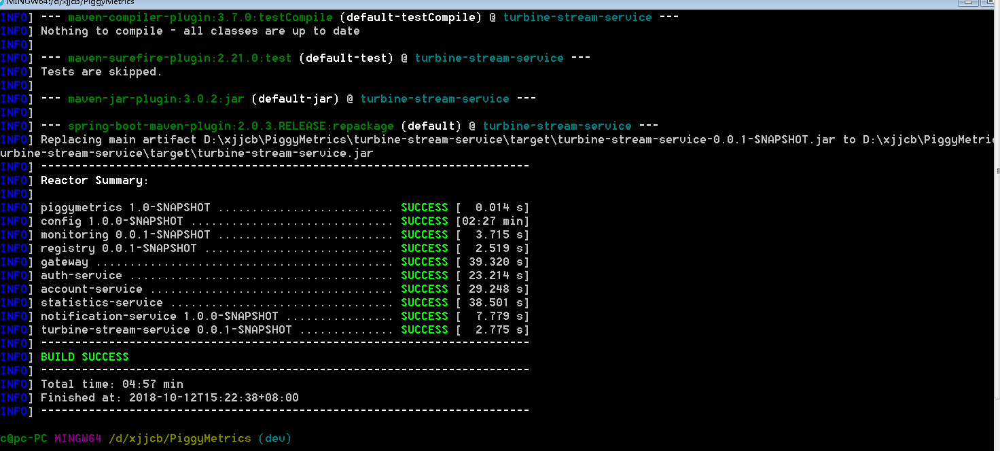 MINGW64:/d/xjjcb/PiggyMetrics
INFO] --- maven-compiler-plugin:3.7.0:testCompile (default-testCompile) @ turbine-stream-service ---
INFO] Nothing to compile - all classes are up to date
INFO]
INFO] --- maven-surefire-plugin:2.21.0:test (default-test) @ turbine-stream-service ---
INFO] Tests are skipped.
INFO]
INFO] --- maven-jar-plugin:3.0.2:jar (default-jar) @ turbine-stream-service ---
INFO]
INFO] --- spring-boot-maven-plugin:2.0.3.RELEASE:repackage (default) @ turbine-stream-service ---
INFO] Replacing main artifact D:\xjjcb\PiggyMetrics\turbine-stream-service\target\turbine-stream-service-0.0.1-SNAPSHOT.jar to D:\xjjcb\PiggyMetric
urbine-stream-service\target\turbine-stream-service.jar
INFO] ------------------------------------------------------------------------
INFO] Reactor Summary:
INFO]
INFO] piggymetrics 1.0-SNAPSHOT .......................... SUCCESS [  0.014 s]
INFO] config 1.0.0-SNAPSHOT .............................. SUCCESS [02:27 min]
INFO] monitoring 0.0.1-SNAPSHOT .......................... SUCCESS [  3.715 s]
INFO] registry 0.0.1-SNAPSHOT ............................ SUCCESS [  2.519 s]
INFO] gateway ............................................ SUCCESS [ 39.320 s]
INFO] auth-service ....................................... SUCCESS [ 23.214 s]
INFO] account-service .................................... SUCCESS [ 29.248 s]
INFO] statistics-service ................................. SUCCESS [ 38.501 s]
INFO] notification-service 1.0.0-SNAPSHOT ................ SUCCESS [  7.779 s]
INFO] turbine-stream-service 0.0.1-SNAPSHOT .............. SUCCESS [  2.775 s]
INFO] ------------------------------------------------------------------------
INFO] BUILD SUCCESS
INFO] ------------------------------------------------------------------------
INFO] Total time: 04:57 min
INFO] Finished at: 2018-10-12T15:22:38+08:00
INFO] ------------------------------------------------------------------------
c@pc-PC MINGW64 /d/xjjcb/PiggyMetrics (dev)